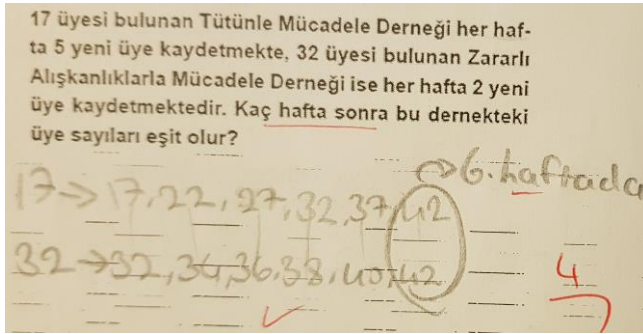 17 üyesi bulunan Tütünle Mücadele Derneği her haf-
ta 5 yeni üye kaydetmekte, 32 üyesi bulunan Zararlı
Alışkanlıklarla Mücadele Derneği ise her hafta 2 yeni
üye kaydetmektedir. Kaç hafta sonra bu dernekteki
üye sayıları eşit olur?
→6. haftada
17→17,22,27,32,37,42
32→32,34,36,38,40,42
4